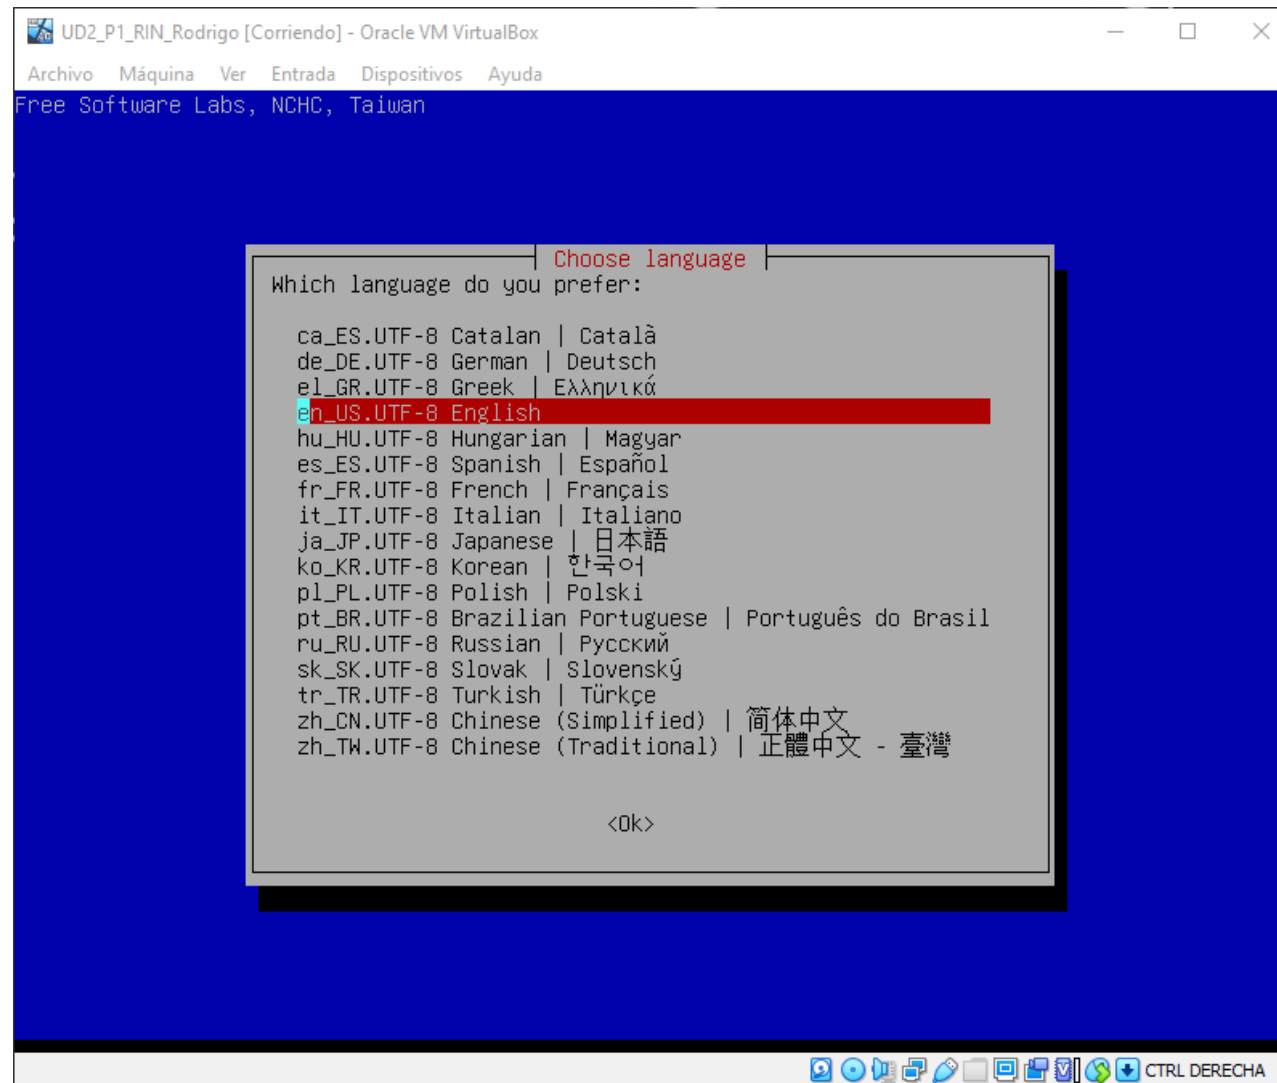 UD2_P1_RIN_Rodrigo [Corriendo] - Oracle VM VirtualBox
Archivo Máquina Ver Entrada Dispositivos Ayuda
Free Software Labs, NCHC, Taiwan
Choose language
Which language do you prefer:
ca_ES.UTF-8 Catalan | Català
de_DE.UTF-8 German | Deutsch
el_GR.UTF-8 Greek | Ελληνικά
en_US.UTF-8 English
hu_HU.UTF-8 Hungarian | Magyar
es_ES.UTF-8 Spanish | Español
fr_FR.UTF-8 French | Français
it_IT.UTF-8 Italian | Italiano
ja_JP.UTF-8 Japanese | 日本語
ko_KR.UTF-8 Korean | 한국어
pl_PL.UTF-8 Polish | Polski
pt_BR.UTF-8 Brazilian Portuguese | Português do Brasil
ru_RU.UTF-8 Russian | Русский
sk_SK.UTF-8 Slovak | Slovenský
tr_TR.UTF-8 Turkish | Türkçe
zh_CN.UTF-8 Chinese (Simplified) | 简体中文
zh_TW.UTF-8 Chinese (Traditional) | 正體中文 - 臺灣
<Ok>
CTRL DERECHA